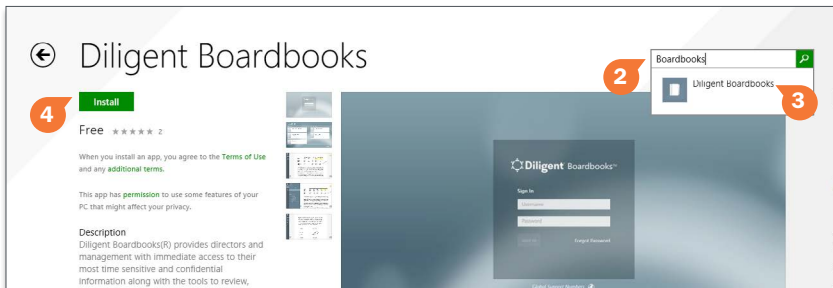 Diligent Boardbooks
Boardbooks
2
Diligent Boardbooks
3
4
Install
Free ★★★★★ 2
When you install an app, you agree to the Terms of Use
and any additional terms.
This app has permission to use some features of your
PC that might affect your privacy.
Description
Diligent Boardbooks(R) provides directors and
management with immediate access to their
most time sensitive and confidential
information along with the tools to review,
Diligent Boardbooks™
Sign In
Username
Password
Forgot Password
Global Support Numbers